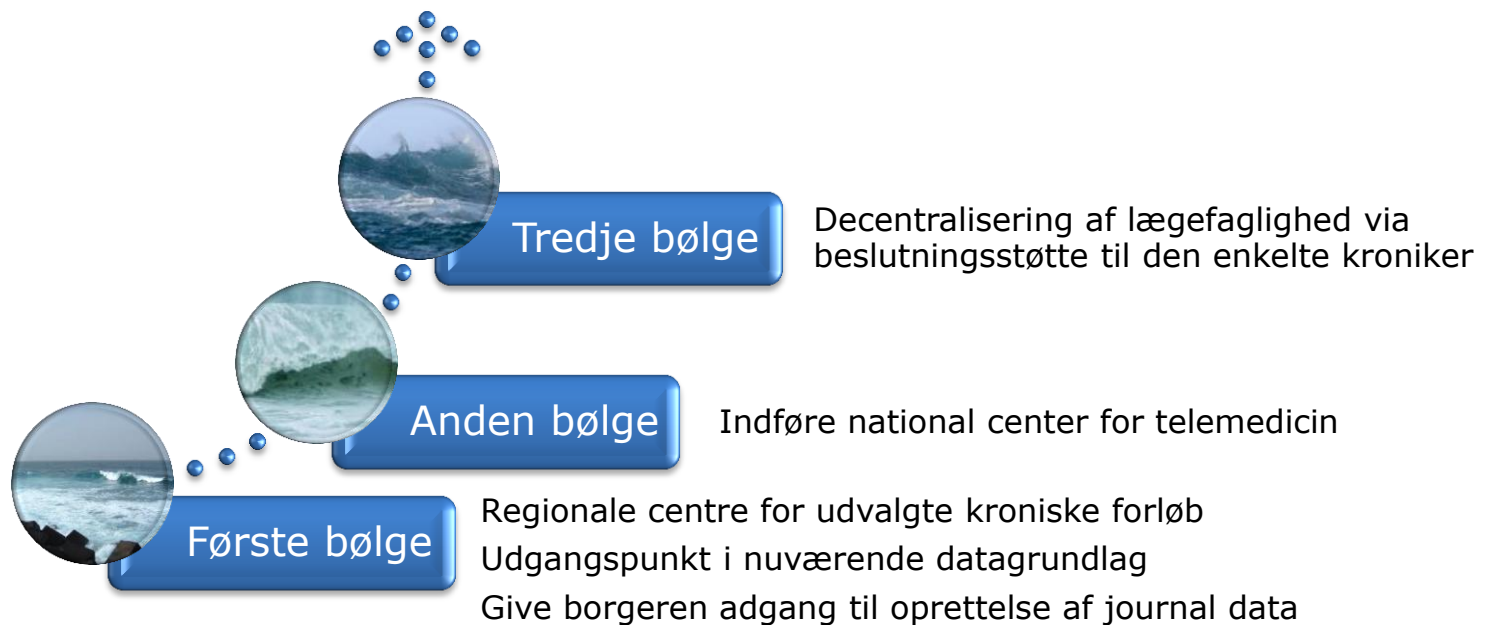 Tredje bølge
Decentralisering af lægefaglighed via
beslutningsstøtte til den enkelte kroniker
Anden bølge
Indføre national center for telemedicin
Første bølge
Regionale centre for udvalgte kroniske forløb
Udgangspunkt i nuværende datagrundlag
Give borgeren adgang til oprettelse af journal data